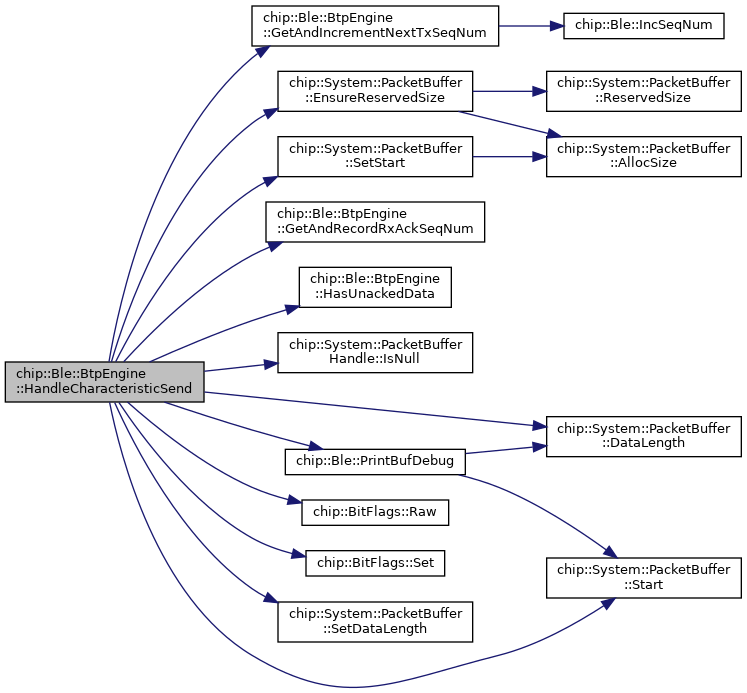 chip::Ble::BtpEngine
::GetAndIncrementNextTxSeqNum
chip::Ble::IncSeqNum
chip::System::PacketBuffer
::EnsureReservedSize
chip::System::PacketBuffer
::ReservedSize
chip::System::PacketBuffer
::SetStart
chip::System::PacketBuffer
::AllocSize
chip::Ble::BtpEngine
::GetAndRecordRxAckSeqNum
chip::Ble::BtpEngine
::HasUnackedData
chip::System::PacketBuffer
Handle::IsNull
chip::Ble::BtpEngine
::HandleCharacteristicSend
chip::System::PacketBuffer
::DataLength
chip::Ble::PrintBufDebug
chip::BitFlags::Raw
chip::BitFlags::Set
chip::System::PacketBuffer
::Start
chip::System::PacketBuffer
::SetDataLength